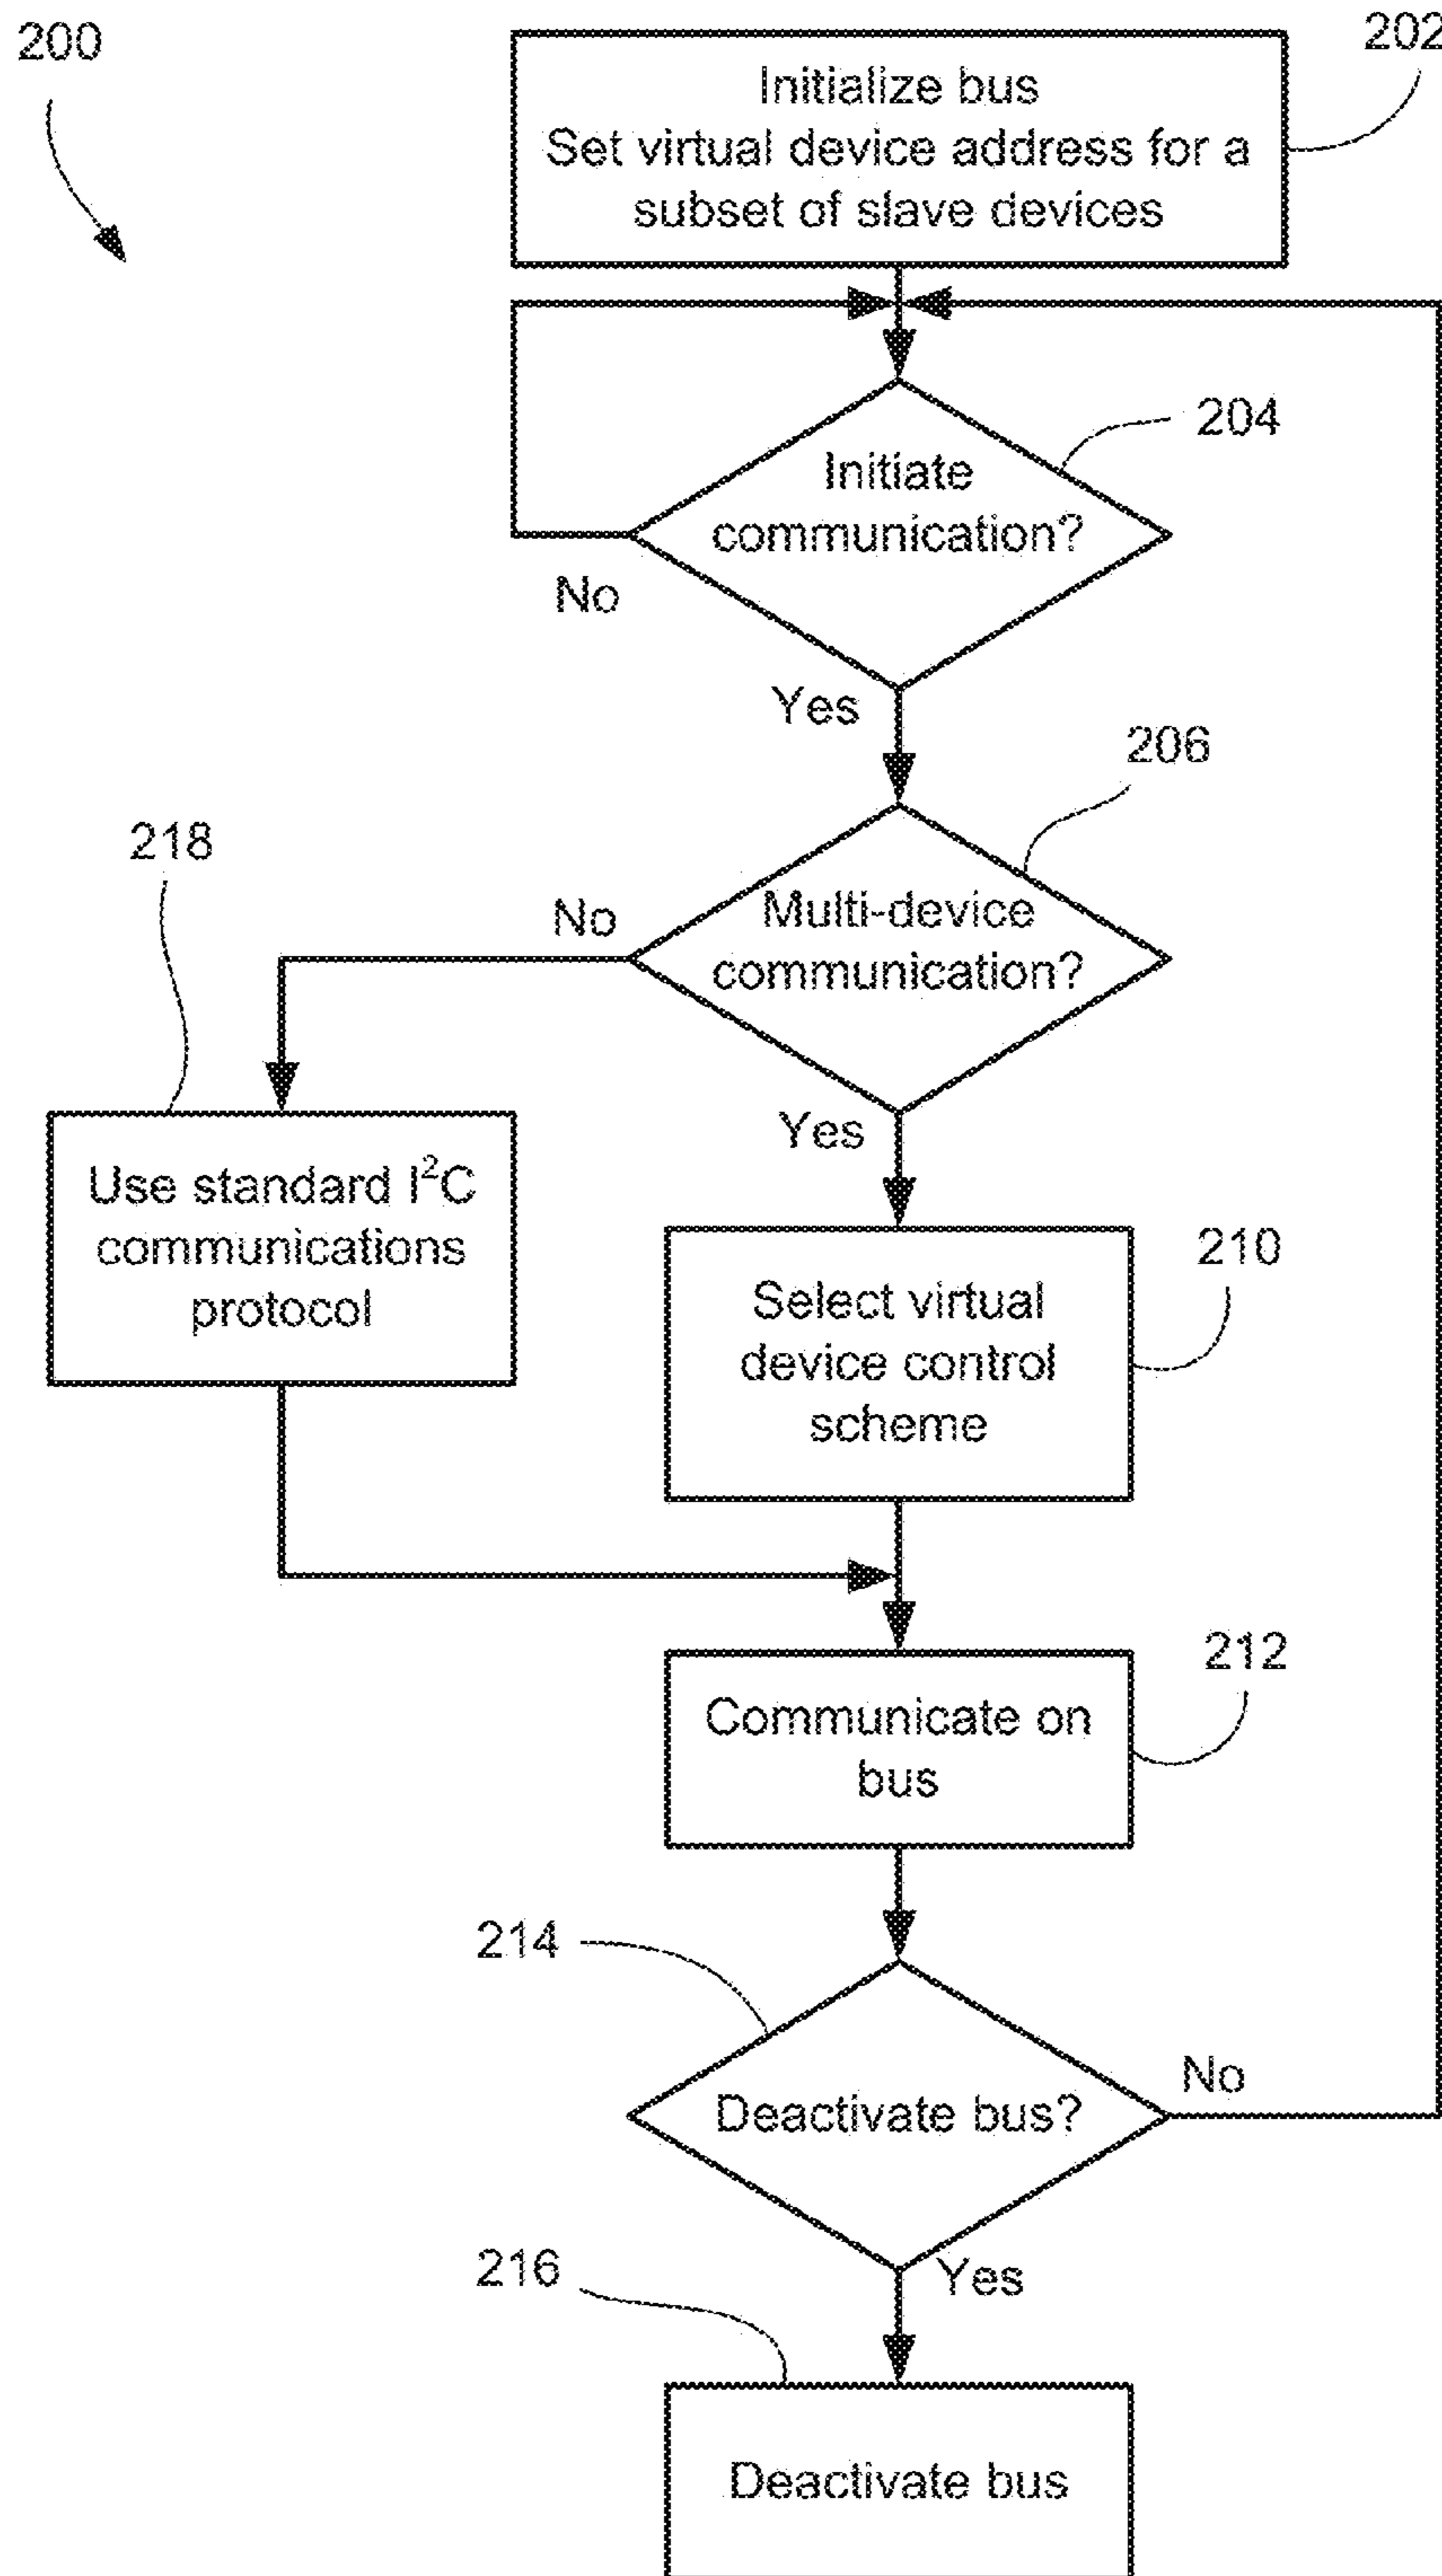 200
202
Initialize bus
Set virtual device address for a
subset of slave devices
204
Initiate
communication?
No
Yes
206
218
No
Multi-device
communication?
Yes
Use standard I²C
communications
protocol
210
Select virtual
device control
scheme
212
Communicate on
bus
214
No
Deactivate bus?
216
Yes
Deactivate bus